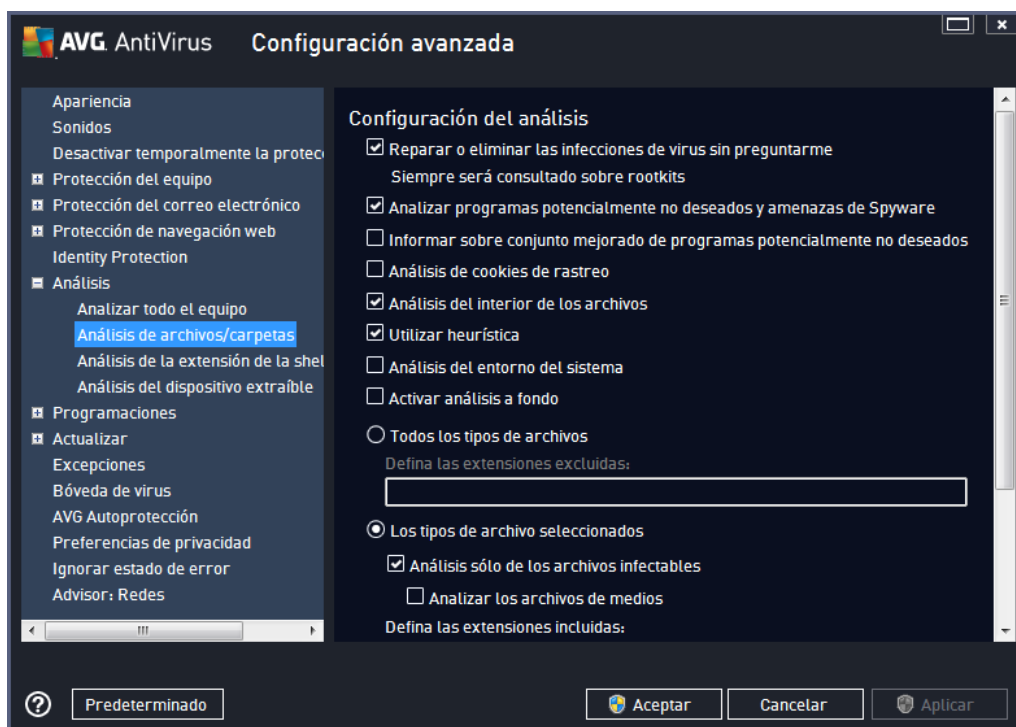 AVG. AntiVirus
Configuración avanzada
Apariencia
Sonidos
Desactivar temporalmente la protec
Protección del equipo
Protección del correo electrónico
Protección de navegación web
Identity Protection
Análisis
Analizar todo el equipo
Análisis de archivos/carpetas
Análisis de la extensión de la shel
Análisis del dispositivo extraíble
Programaciones
Actualizar
Excepciones
Bóveda de virus
AVG Autoprotección
Preferencias de privacidad
Ignorar estado de error
Advisor: Redes
Configuración del análisis
Reparar o eliminar las infecciones de virus sin preguntarme
Siempre será consultado sobre rootkits
Analizar programas potencialmente no deseados y amenazas de Spyware
Informar sobre conjunto mejorado de programas potencialmente no deseados
Análisis de cookies de rastreo
Análisis del interior de los archivos
Utilizar heurística
Análisis del entorno del sistema
Activar análisis a fondo
Todos los tipos de archivos
Defina las extensiones excluidas:
Los tipos de archivo seleccionados
Análisis sólo de los archivos infectables
Analizar los archivos de medios
Defina las extensiones incluidas:
Predeterminado
Aceptar
Cancelar
Aplicar